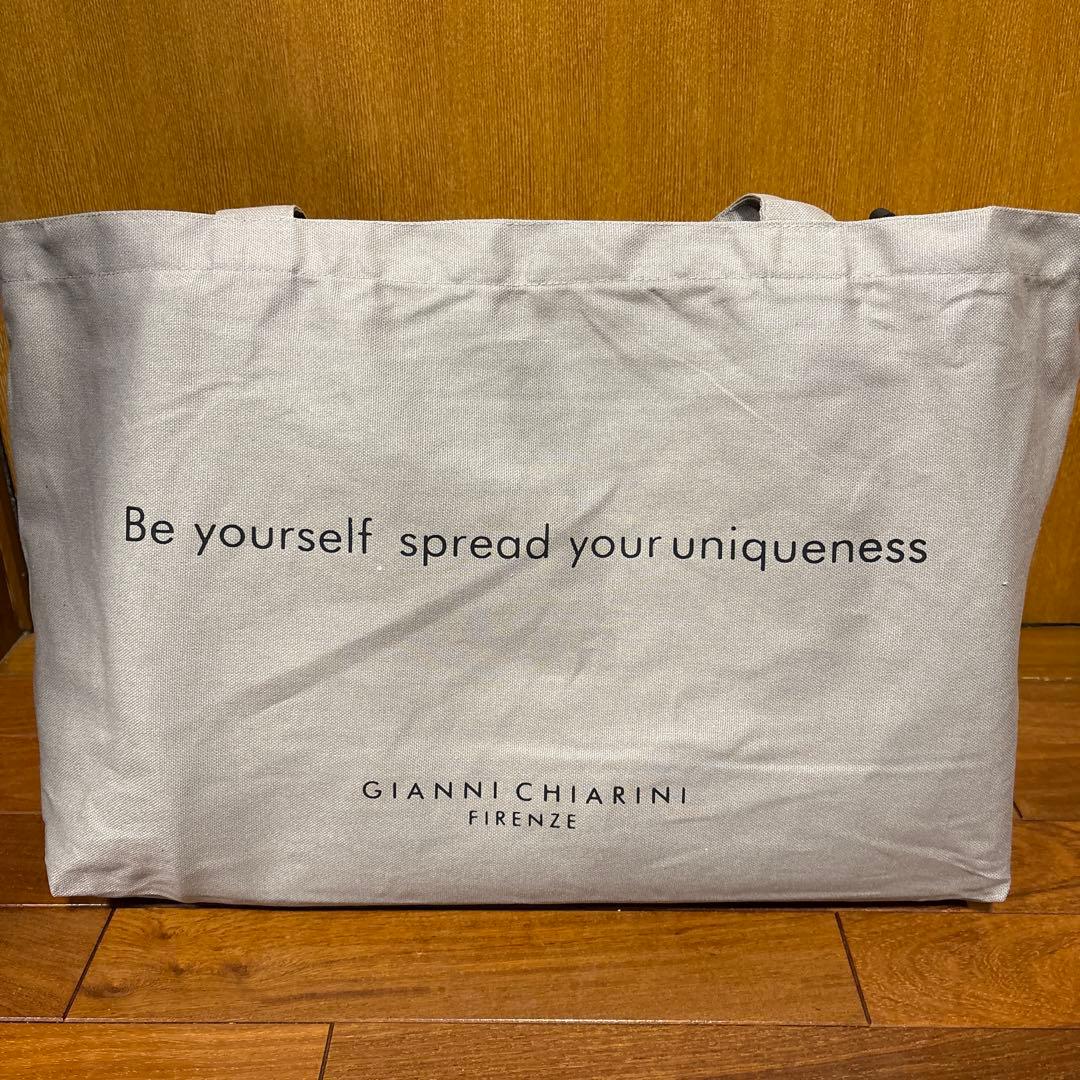 Be yourself spread your uniqueness
GIANNI CHIARINI
FIRENZE